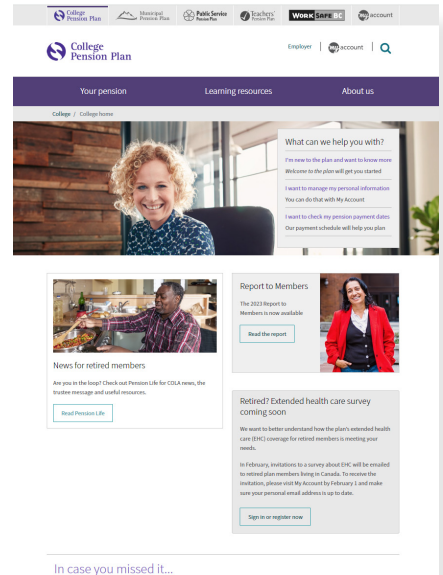 College
Pension Plan
Municipal
Pension Plan
Public Service
Pension Plan
Teachers'
Pension Plan
WORK SAFE BC
my account
College
Pension Plan
Employer
my account
Your pension
Learning resources
About us
College / College home
What can we help you with?
I'm new to the plan and want to know more
Welcome to the plan will get you started
I want to manage my personal information
You can do that with My Account
I want to check my pension payment dates
Our payment schedule will help you plan
News for retired members
Are you in the loop? Check out Pension Life for COLA news, the
trustee message and useful resources.
Read Pension Life
Report to Members
The 2023 Report to
Members is now available
Read the report
Retired? Extended health care survey
coming soon
We want to better understand how the plan's extended health
care (EHC) coverage for retired members is meeting your
needs.
In February, invitations to a survey about EHC will be emailed
to retired plan members living in Canada. To receive the
invitation, please visit My Account by February 1 and make
sure your personal email address is up to date.
Sign in or register now
In case you missed it...